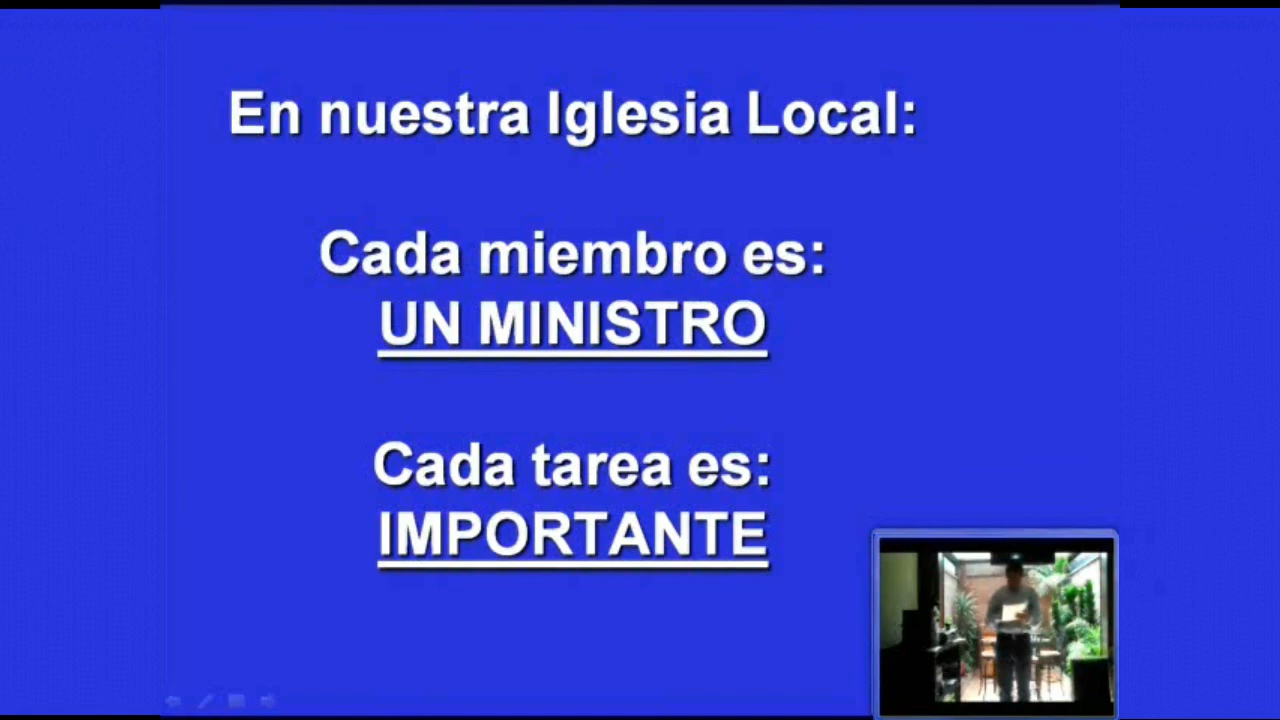 En nuestra Iglesia Local:
Cada miembro es:
UN MINISTRO
Cada tarea es:
IMPORTANTE